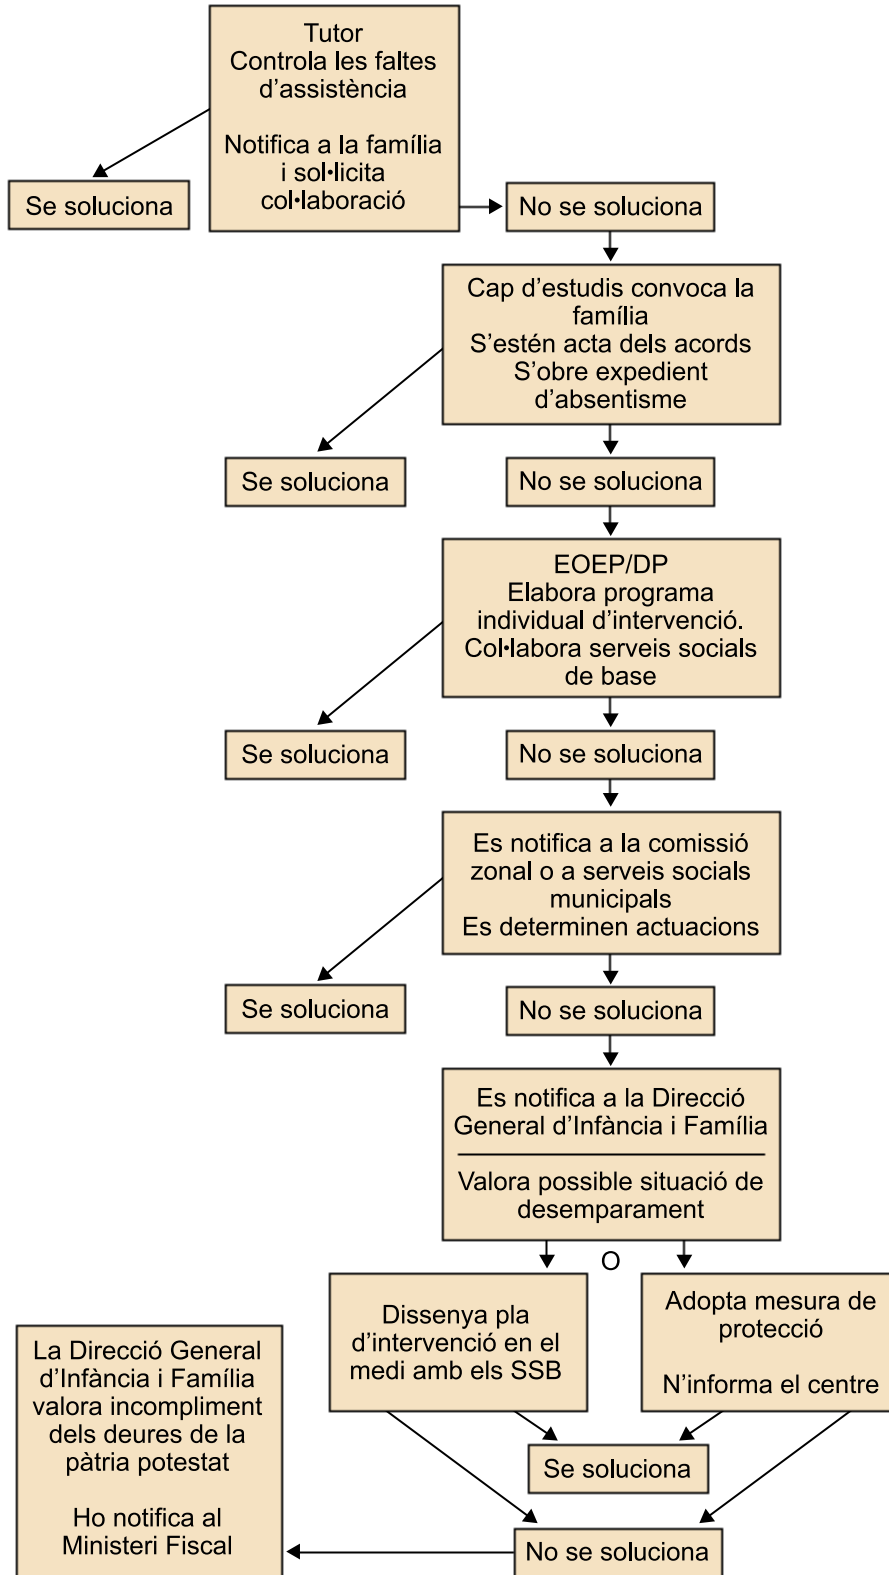 Tutor
Controla les faltes
d’assistència
Notifica a la família
i sol·licita
col·laboració
Se soluciona
No se soluciona
Cap d’estudis convoca la
família
S’estén acta dels acords
S’obre expedient
d’absentisme
Se soluciona
No se soluciona
EOEP/DP
Elabora programa
individual d’intervenció.
Col·labora serveis socials
de base
Se soluciona
No se soluciona
Es notifica a la comissió
zonal o a serveis socials
municipals
Es determinen actuacions
Se soluciona
No se soluciona
Es notifica a la Direcció
General d’Infància i Família
Valora possible situació de
desemparament
O
Dissenya pla
d’intervenció en el
medi amb els SSB
Adopta mesura de
protecció
N’informa el centre
Se soluciona
No se soluciona
La Direcció General
d’Infància i Família
valora incompliment
dels deures de la
pàtria potestat
Ho notifica al
Ministeri Fiscal